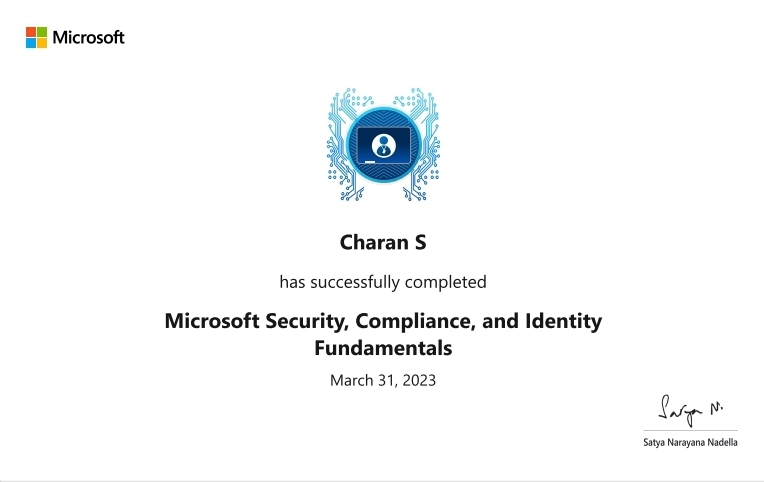 Microsoft
Charan S
has successfully completed
Microsoft Security, Compliance, and Identity
Fundamentals
March 31, 2023
Satya N.
Satya Narayana Nadella